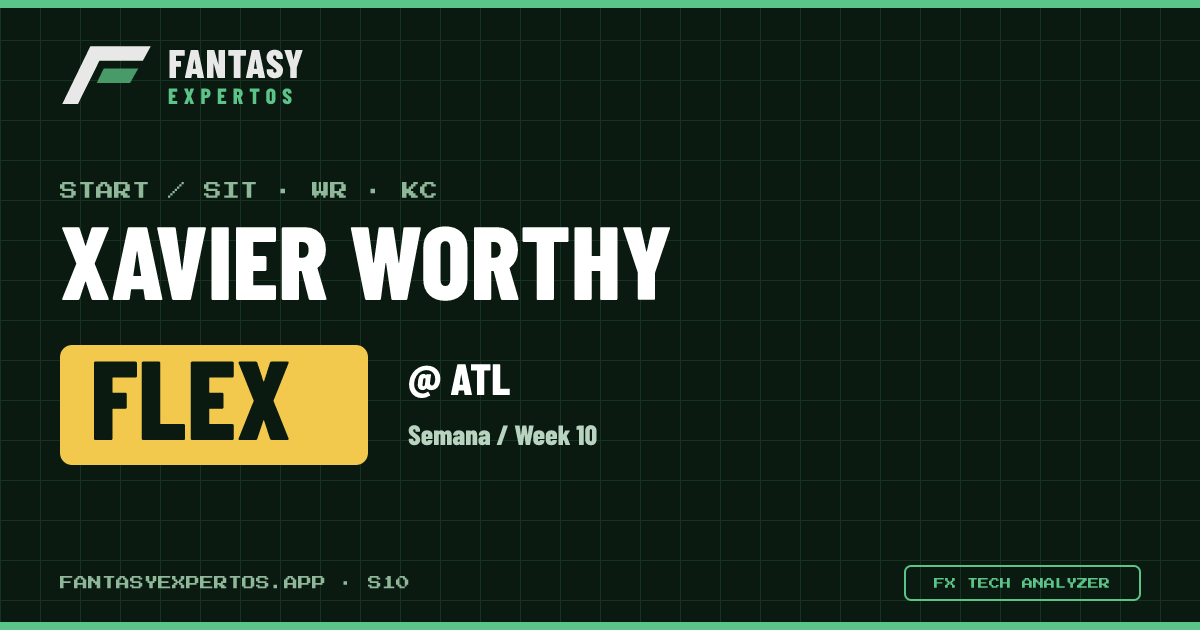 FANTASY
EXPERTOS
START / SIT · WR · KC
XAVIER WORTHY
FLEX
@ ATL
Semana / Week 10
FANTASYEXPERTOS.APP · S10
FX TECH ANALYZER